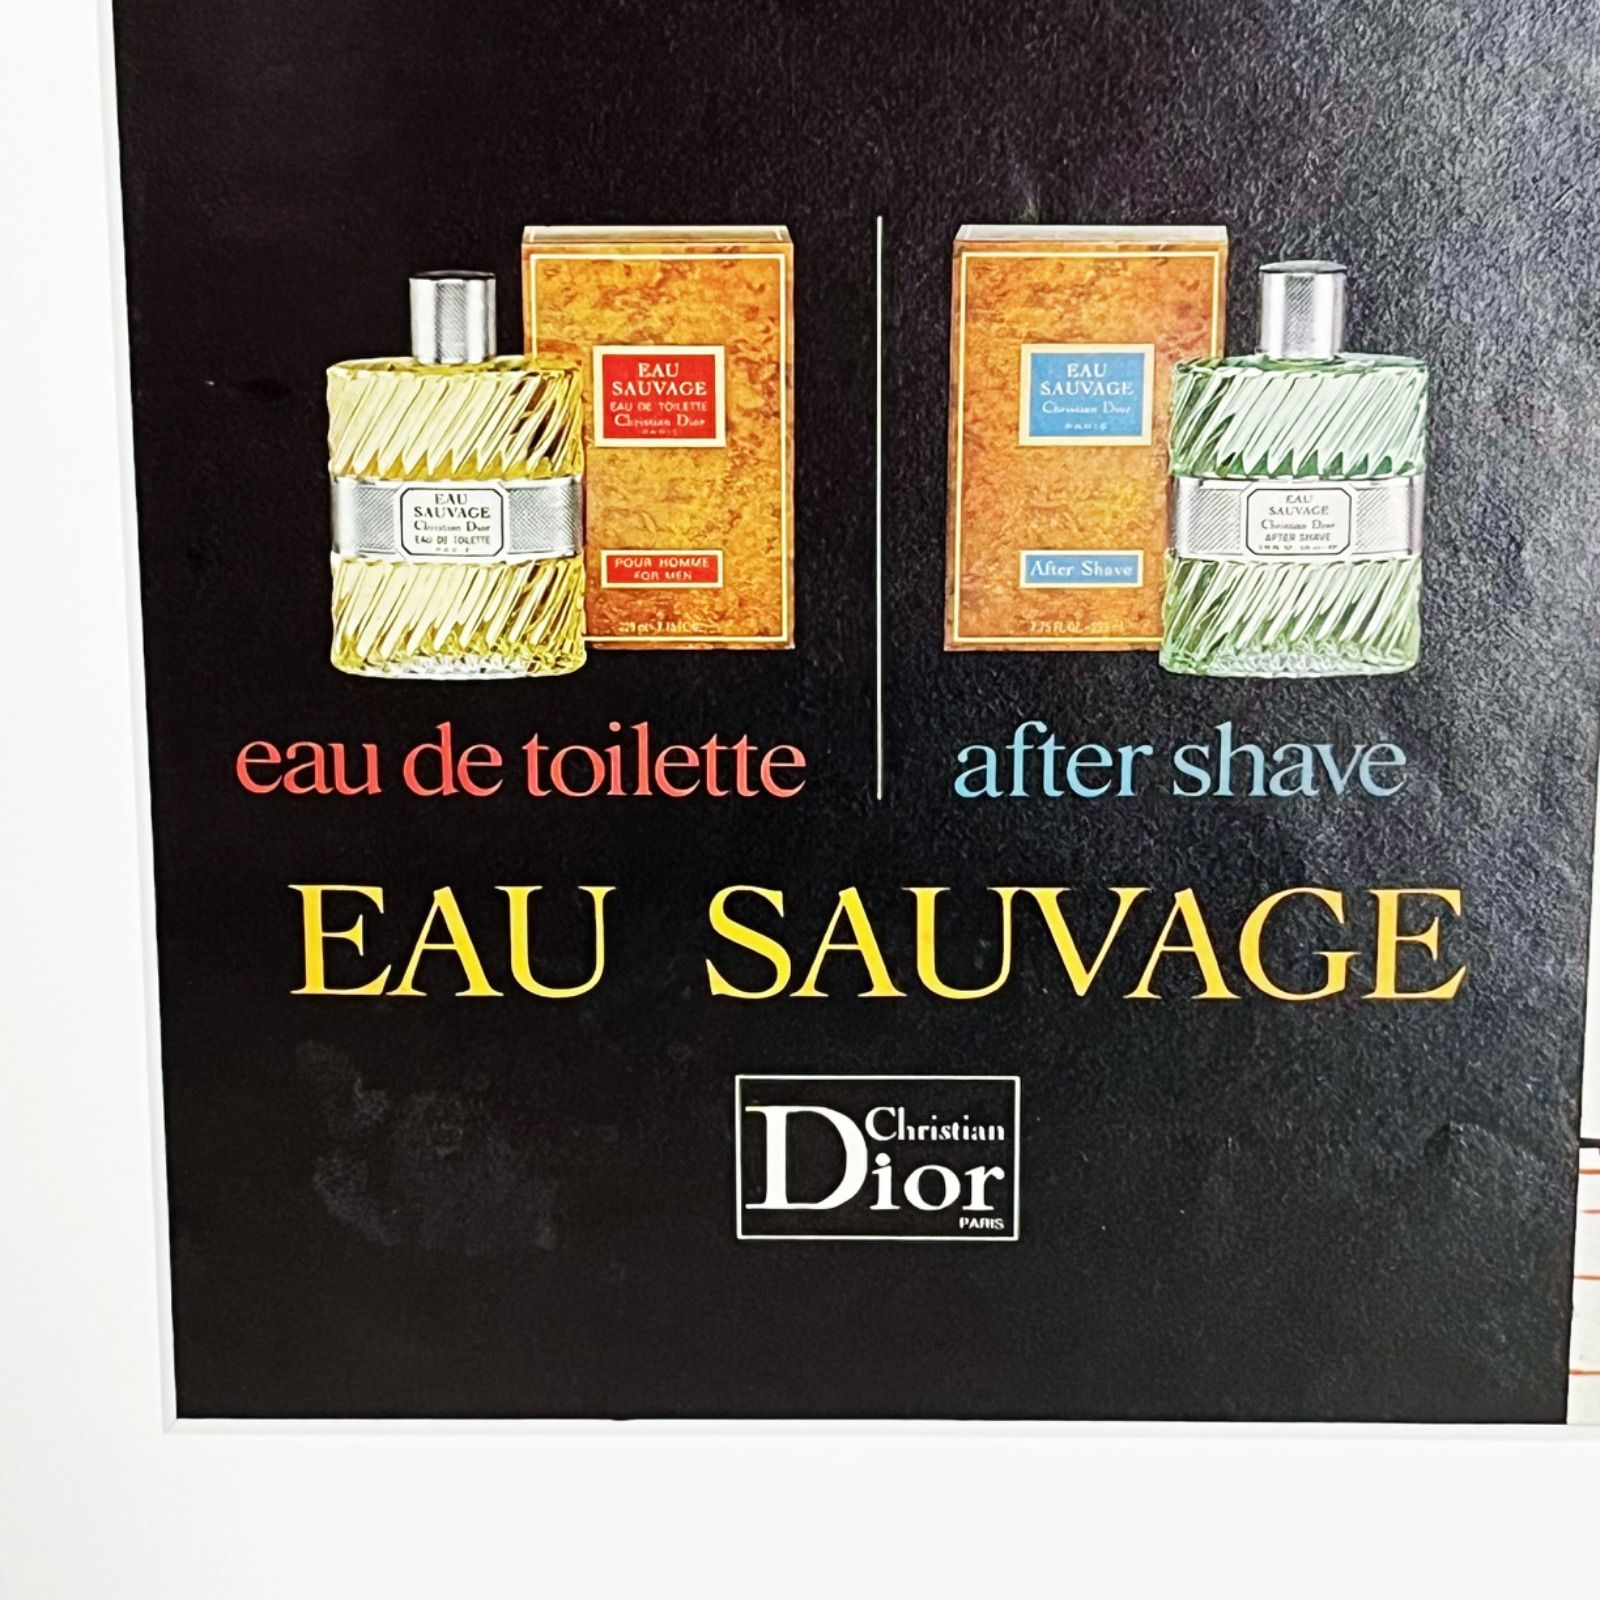 EAU
SAUVAGE
EAU DE TOILETTE
Christian Dior
PARIS
POUR HOMME
FOR MEN
EAU
SAUVAGE
Christian Dior
EAU DE TOILETTE
PARIS
EAU
SAUVAGE
Christian Dior
PARIS
After Shave
EAU
SAUVAGE
Christian Dior
AFTER SHAVE
eau de toilette
after shave
EAU SAUVAGE
Christian
Dior
PARIS